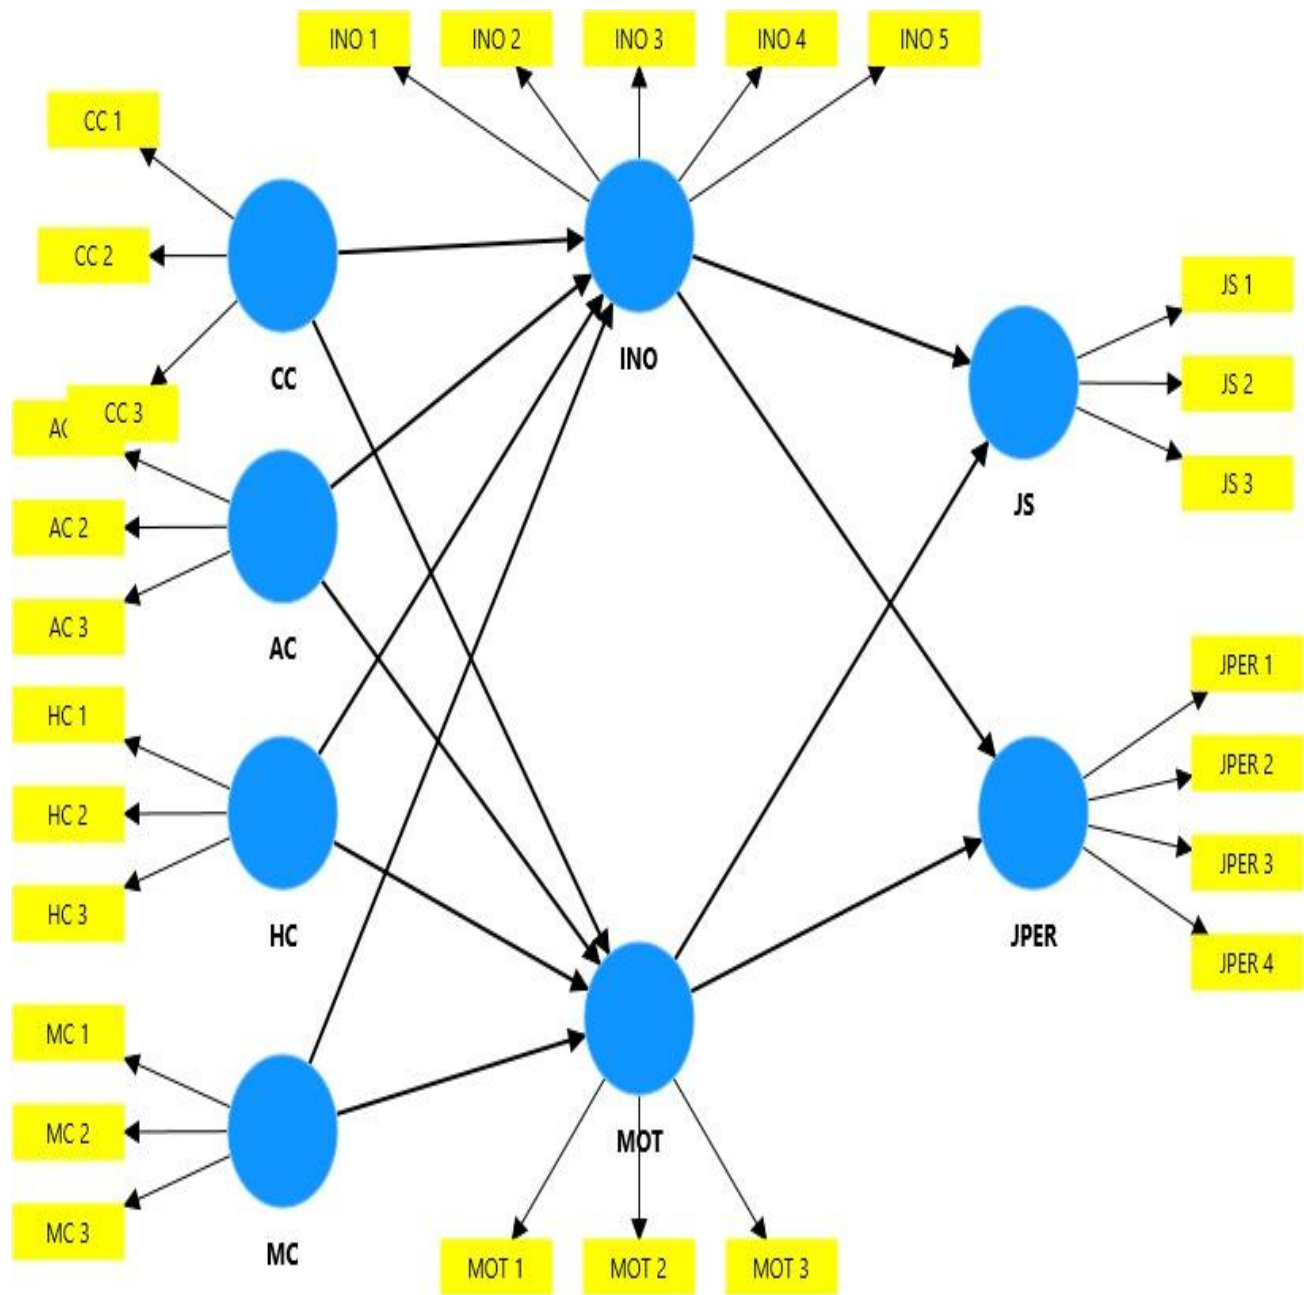 INO 1
INO 2
INO 3
INO 4
INO 5
CC 1
CC 2
CC 3
CC
INO
JS 1
JS 2
JS 3
JS
AC 2
AC 3
AC
HC 1
HC 2
HC 3
HC
JPER 1
JPER 2
JPER 3
JPER 4
JPER
MC 1
MC 2
MC 3
MC
MOT
MOT 1
MOT 2
MOT 3